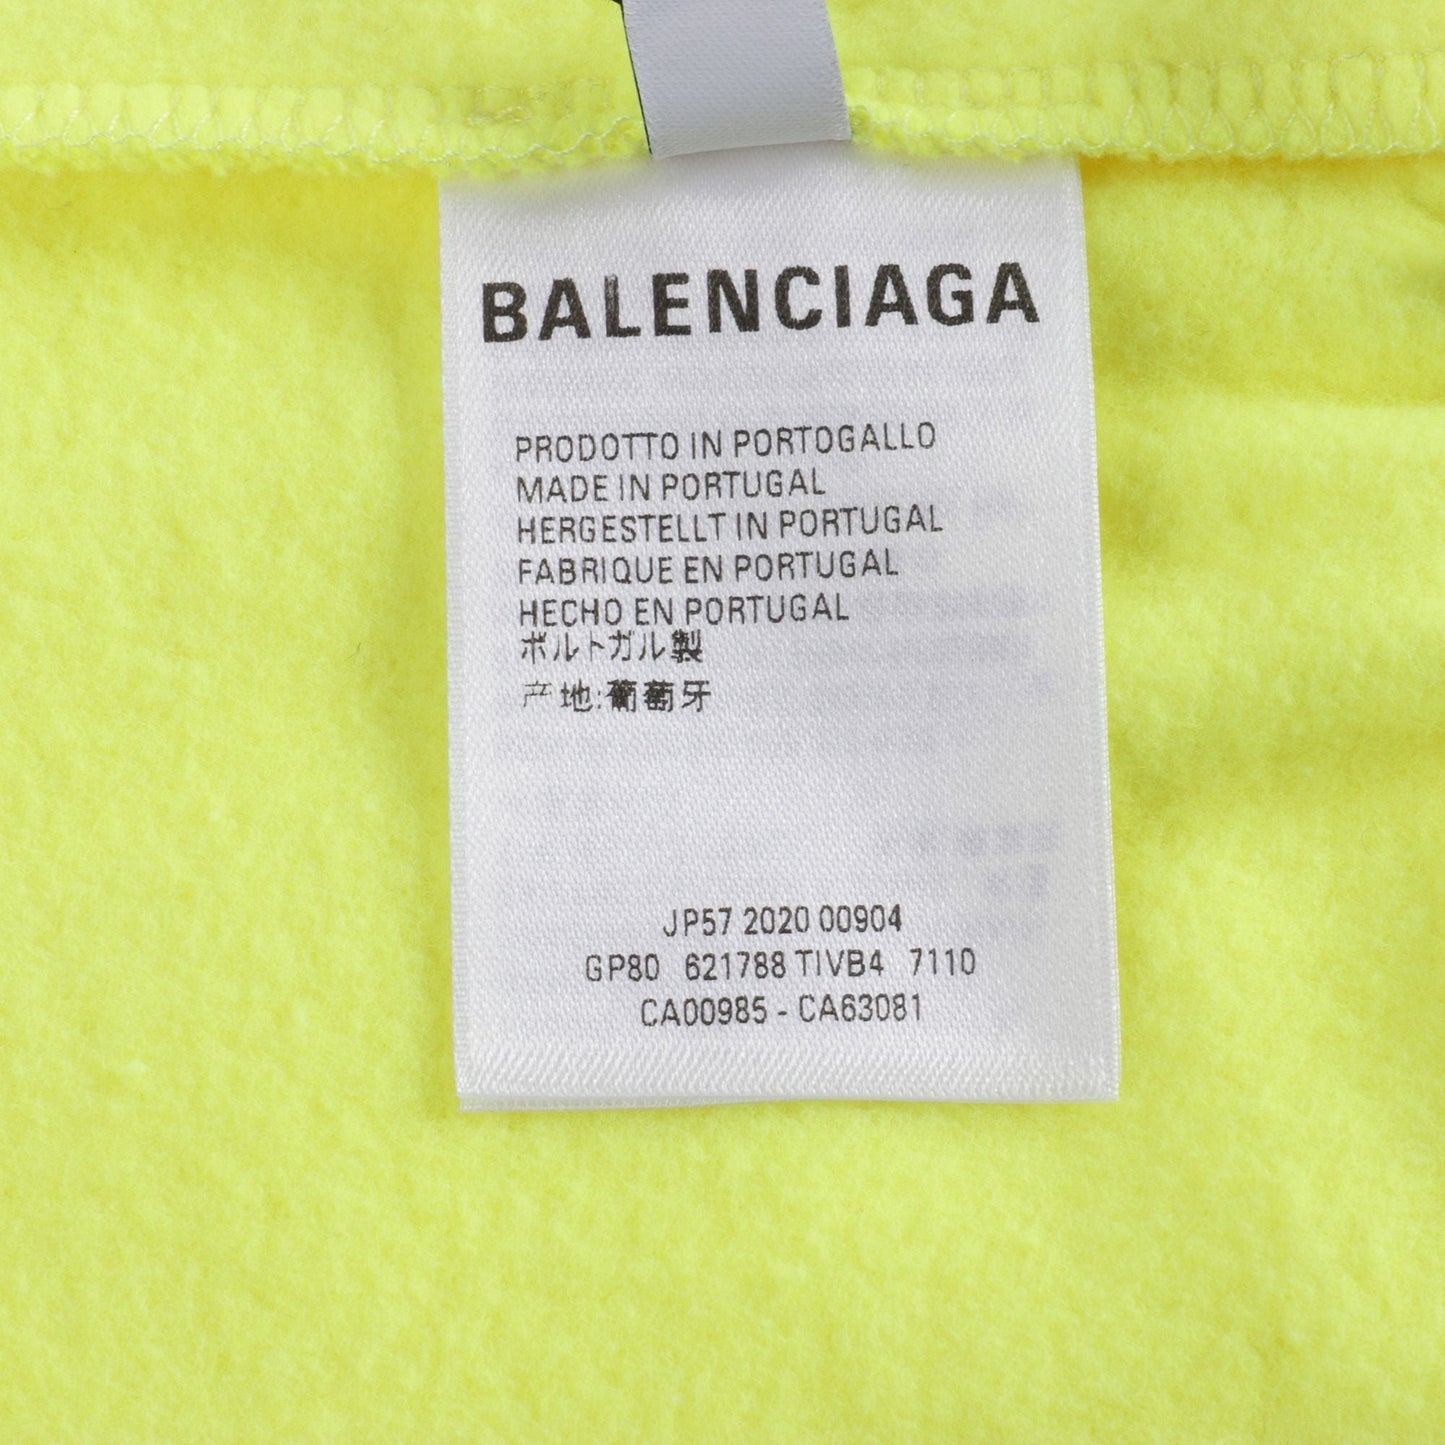 BALENCIAGA
PRODOTTO IN PORTOGALLO
MADE IN PORTUGAL
HERGESTELLT IN PORTUGAL
FABRIQUE EN PORTUGAL
HECHO EN PORTUGAL
ポルトガル製
产地:葡萄牙
JP57 2020 00904
GP80 621788 TIVB4 7110
CA00985 - CA63081